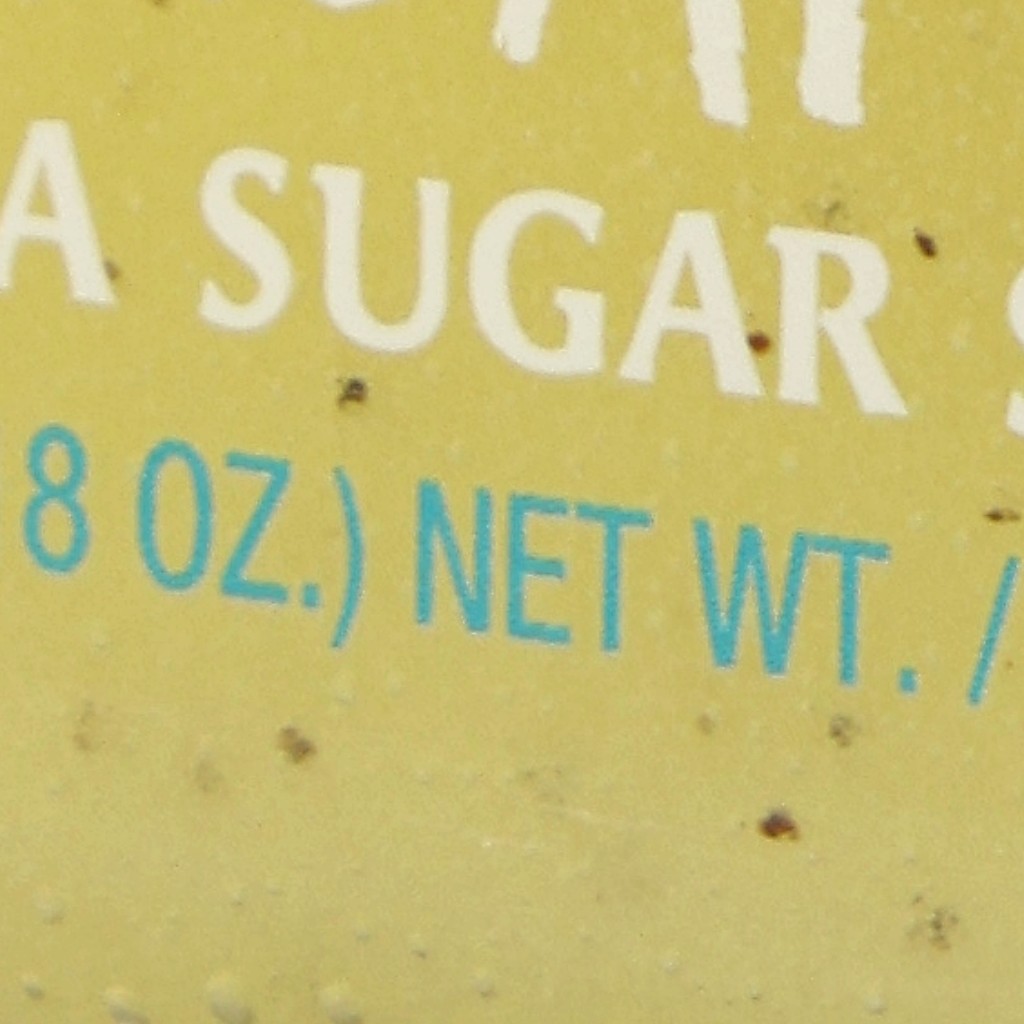 A SUGAR
8 OZ.) NET WT. /